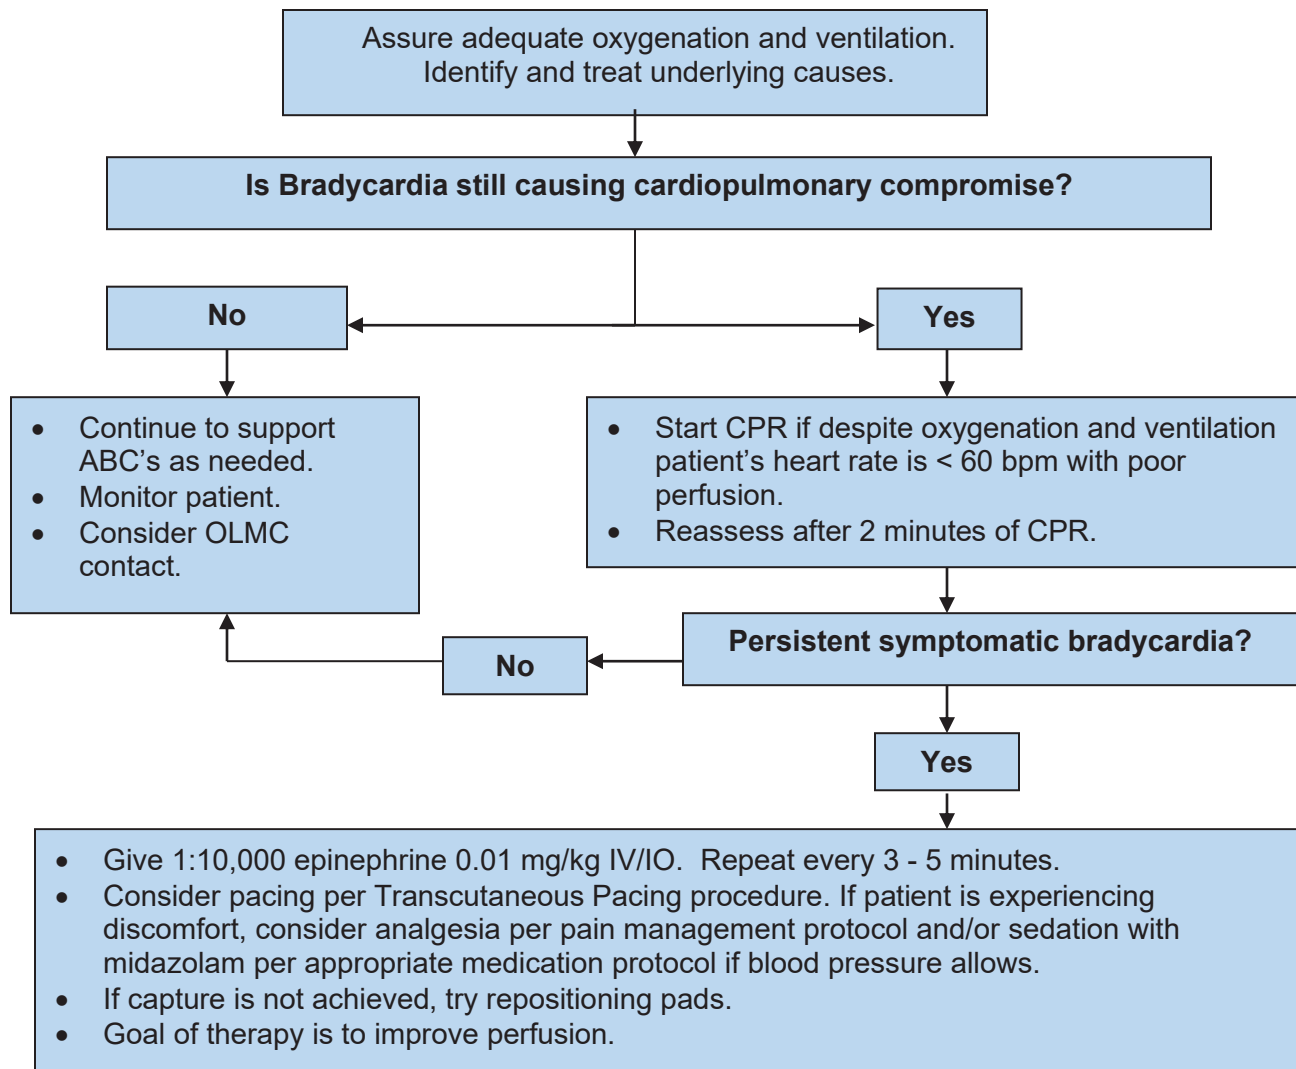 Assure adequate oxygenation and ventilation.
Identify and treat underlying causes.
Is Bradycardia still causing cardiopulmonary compromise?
No
Yes
• Continue to support
ABC’s as needed.
• Monitor patient.
• Consider OLMC
contact.
• Start CPR if despite oxygenation and ventilation
patient’s heart rate is < 60 bpm with poor
perfusion.
• Reassess after 2 minutes of CPR.
Persistent symptomatic bradycardia?
No
Yes
• Give 1:10,000 epinephrine 0.01 mg/kg IV/IO.  Repeat every 3 - 5 minutes.
• Consider pacing per Transcutaneous Pacing procedure. If patient is experiencing
discomfort, consider analgesia per pain management protocol and/or sedation with
midazolam per appropriate medication protocol if blood pressure allows.
• If capture is not achieved, try repositioning pads.
• Goal of therapy is to improve perfusion.